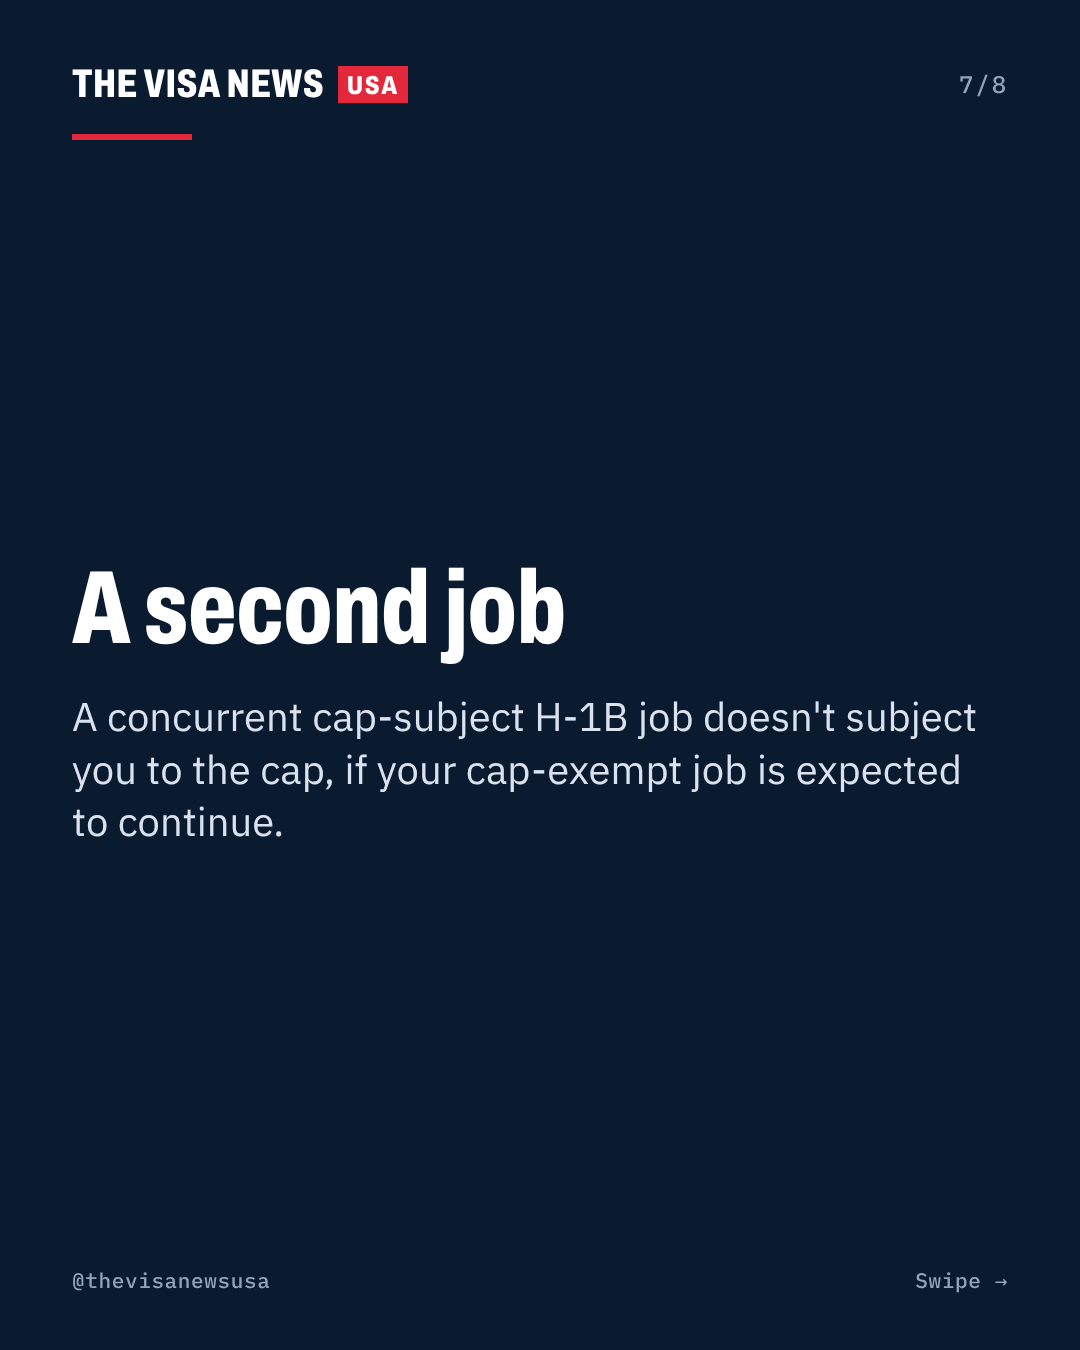 THE VISA NEWS USA
7/8
A second job
A concurrent cap-subject H-1B job doesn't subject
you to the cap, if your cap-exempt job is expected
to continue.
@thevisanewsusa
Swipe →